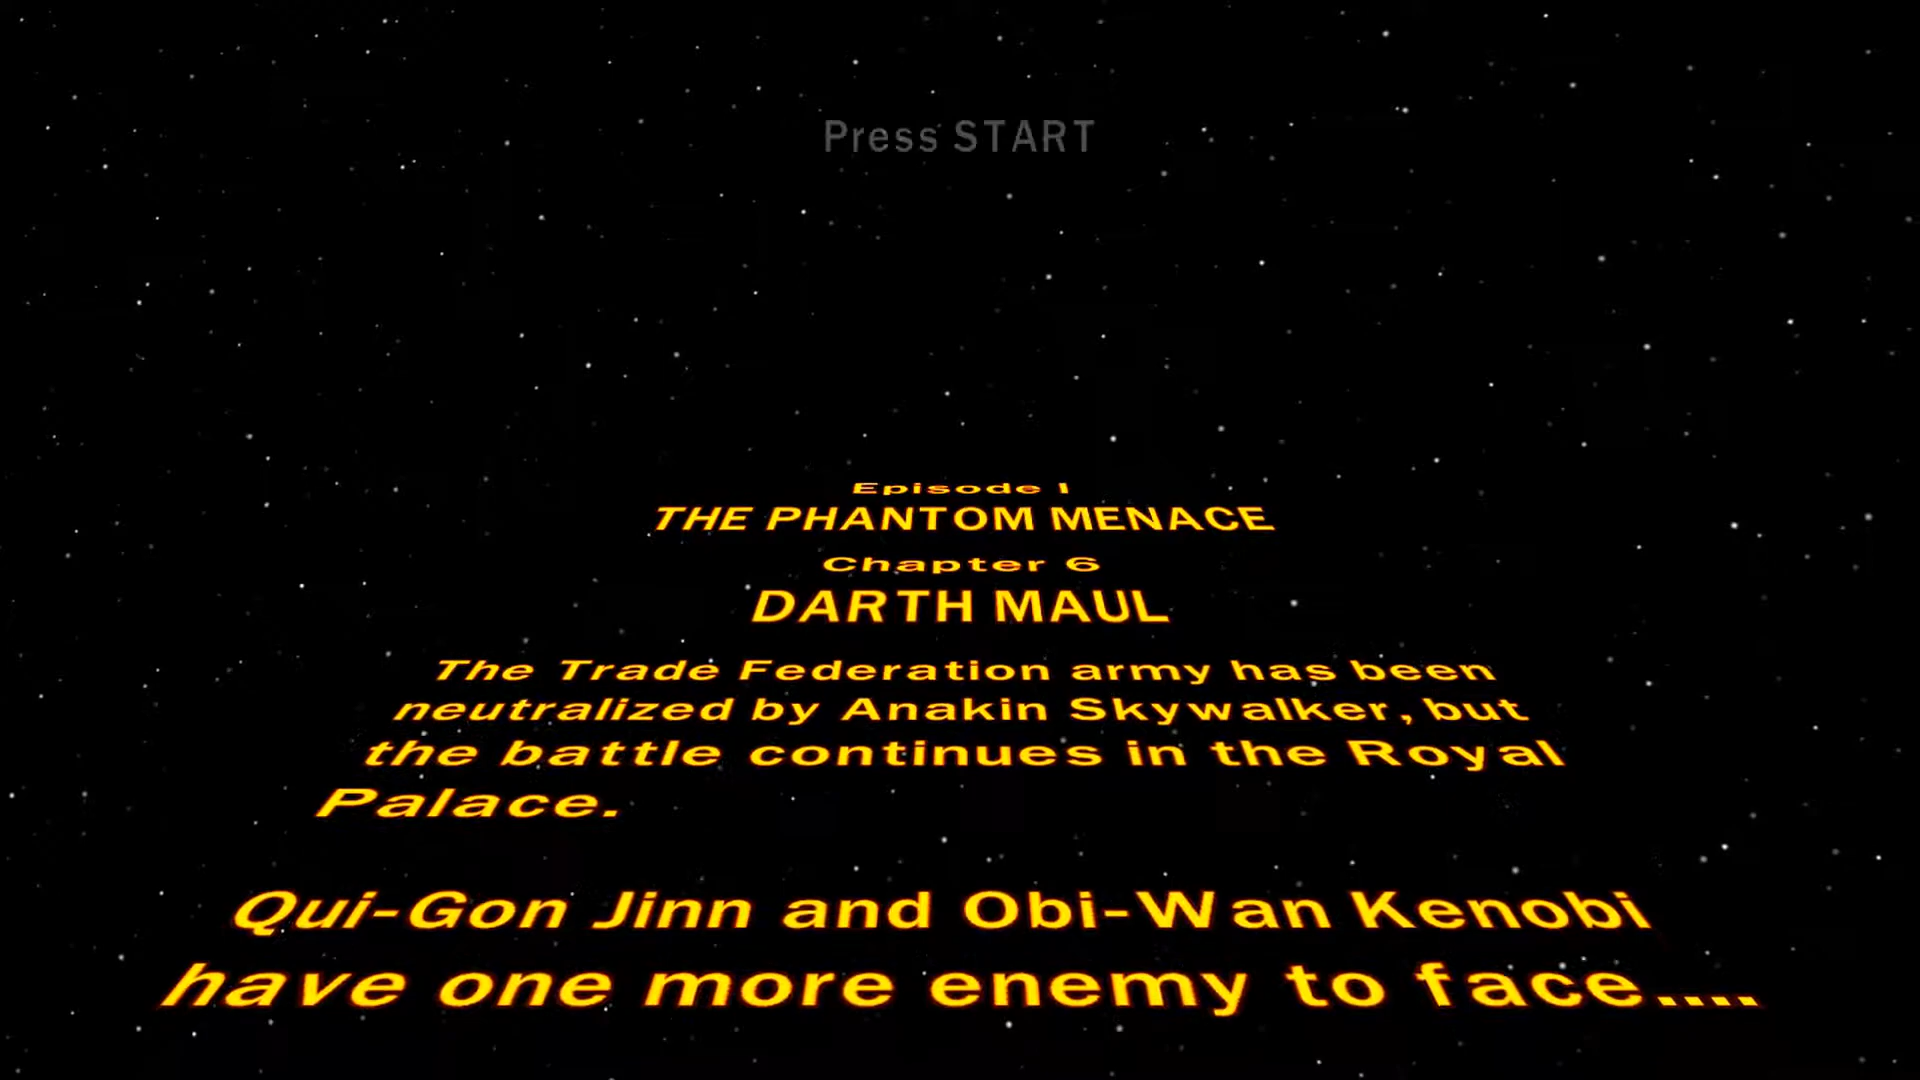 Press START
Episode I
THE PHANTOM MENACE
Chapter 6
DARTH MAUL
The Trade Federation army has been
neutralized by Anakin Skywalker, but
the battle continues in the Royal
Palace.
Qui-Gon Jinn and Obi-Wan Kenobi
have one more enemy to face....